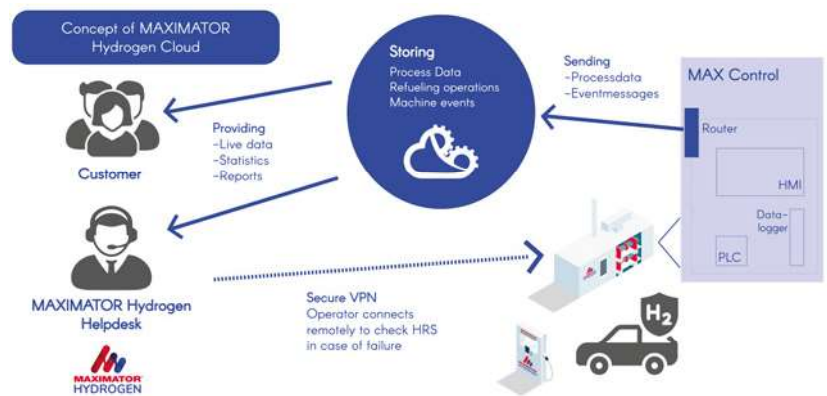 Concept of MAXIMATOR
Hydrogen Cloud
Customer
Providing
-Live data
-Statistics
-Reports
Storing
Process Data
Refueling operations
Machine events
Sending
-Processdata
-Eventmessages
MAX Control
Router
HMI
Data-
logger
PLC
MAXIMATOR Hydrogen
Helpdesk
Secure VPN
Operator connects
remotely to check HRS
in case of failure
H2
MAXIMATOR
HYDROGEN